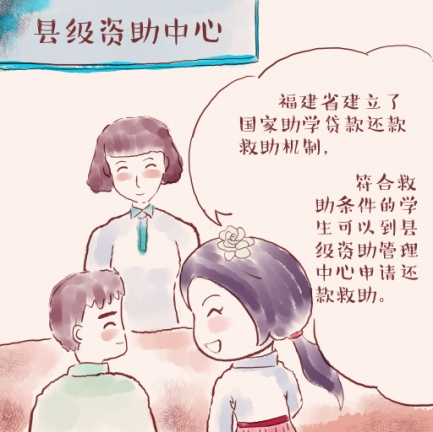 县级资助中心
福建省建立了
国家助学贷款还款
救助机制，
符合救
助条件的学
生可以到县
级资助管理
中心申请还
款救助。